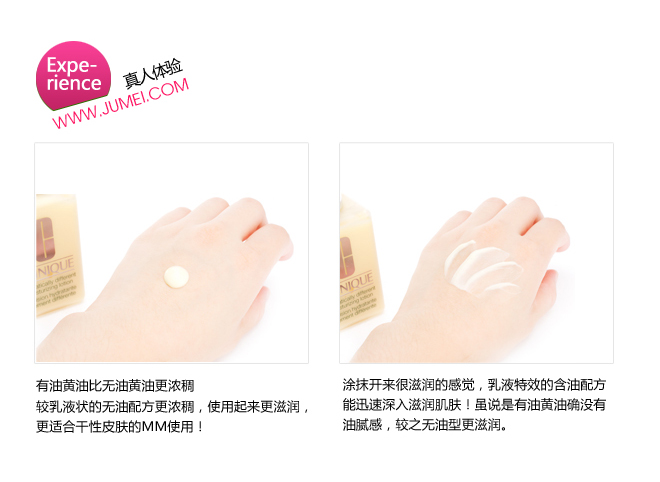 Expe-
rience
真人体验
WWW.JUMEI.COM
NIQUE
有油黄油比无油黄油更浓稠
较乳液状的无油配方更浓稠，使用起来更滋润，
更适合干性皮肤的MM使用！
NIQUE
涂抹开来很滋润的感觉，乳液特效的含油配方
能迅速深入滋润肌肤！虽说是有油黄油确没有
油腻感，较之无油型更滋润。